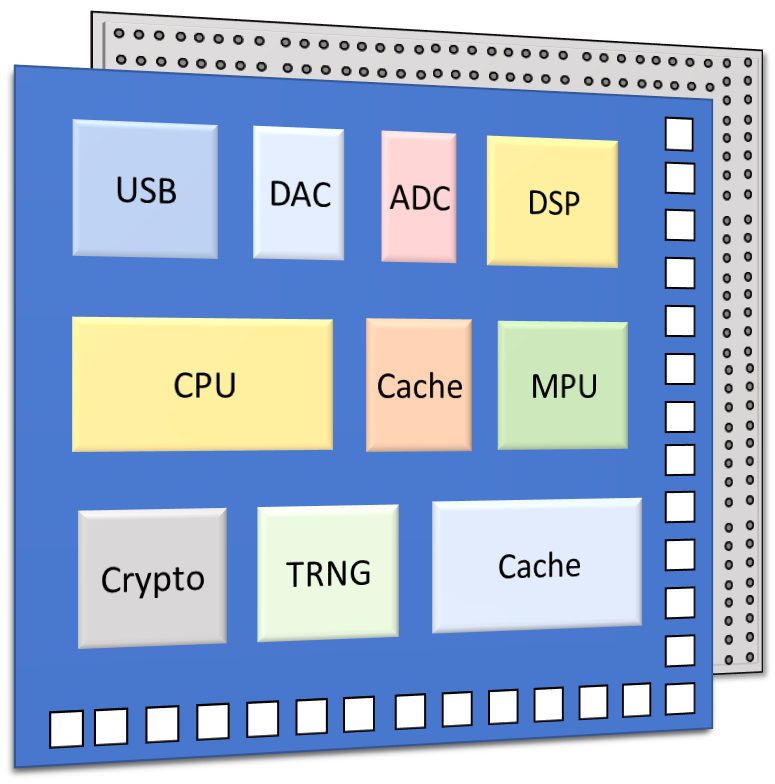 USB
DAC
ADC
DSP
CPU
Cache
MPU
Crypto
TRNG
Cache